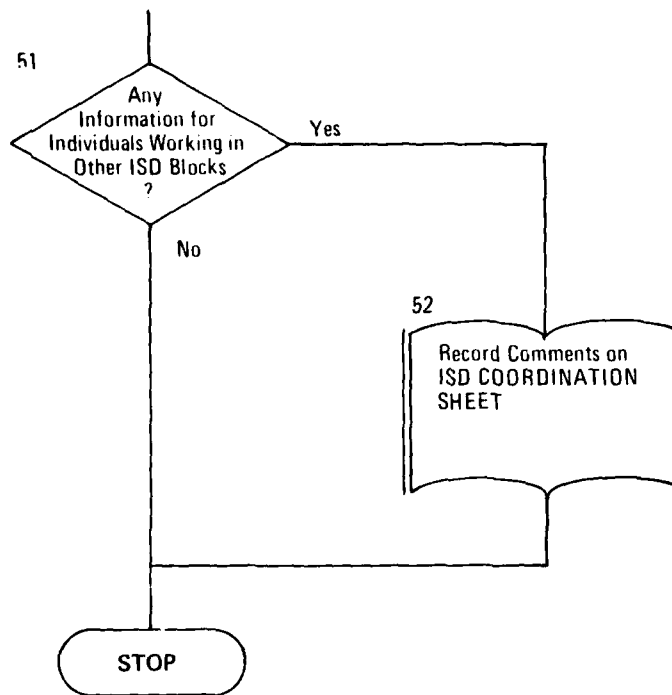 51
Any
Information for
Individuals Working in
Other ISD Blocks
?
Yes
No
52
Record Comments on
ISD COORDINATION
SHEET
STOP